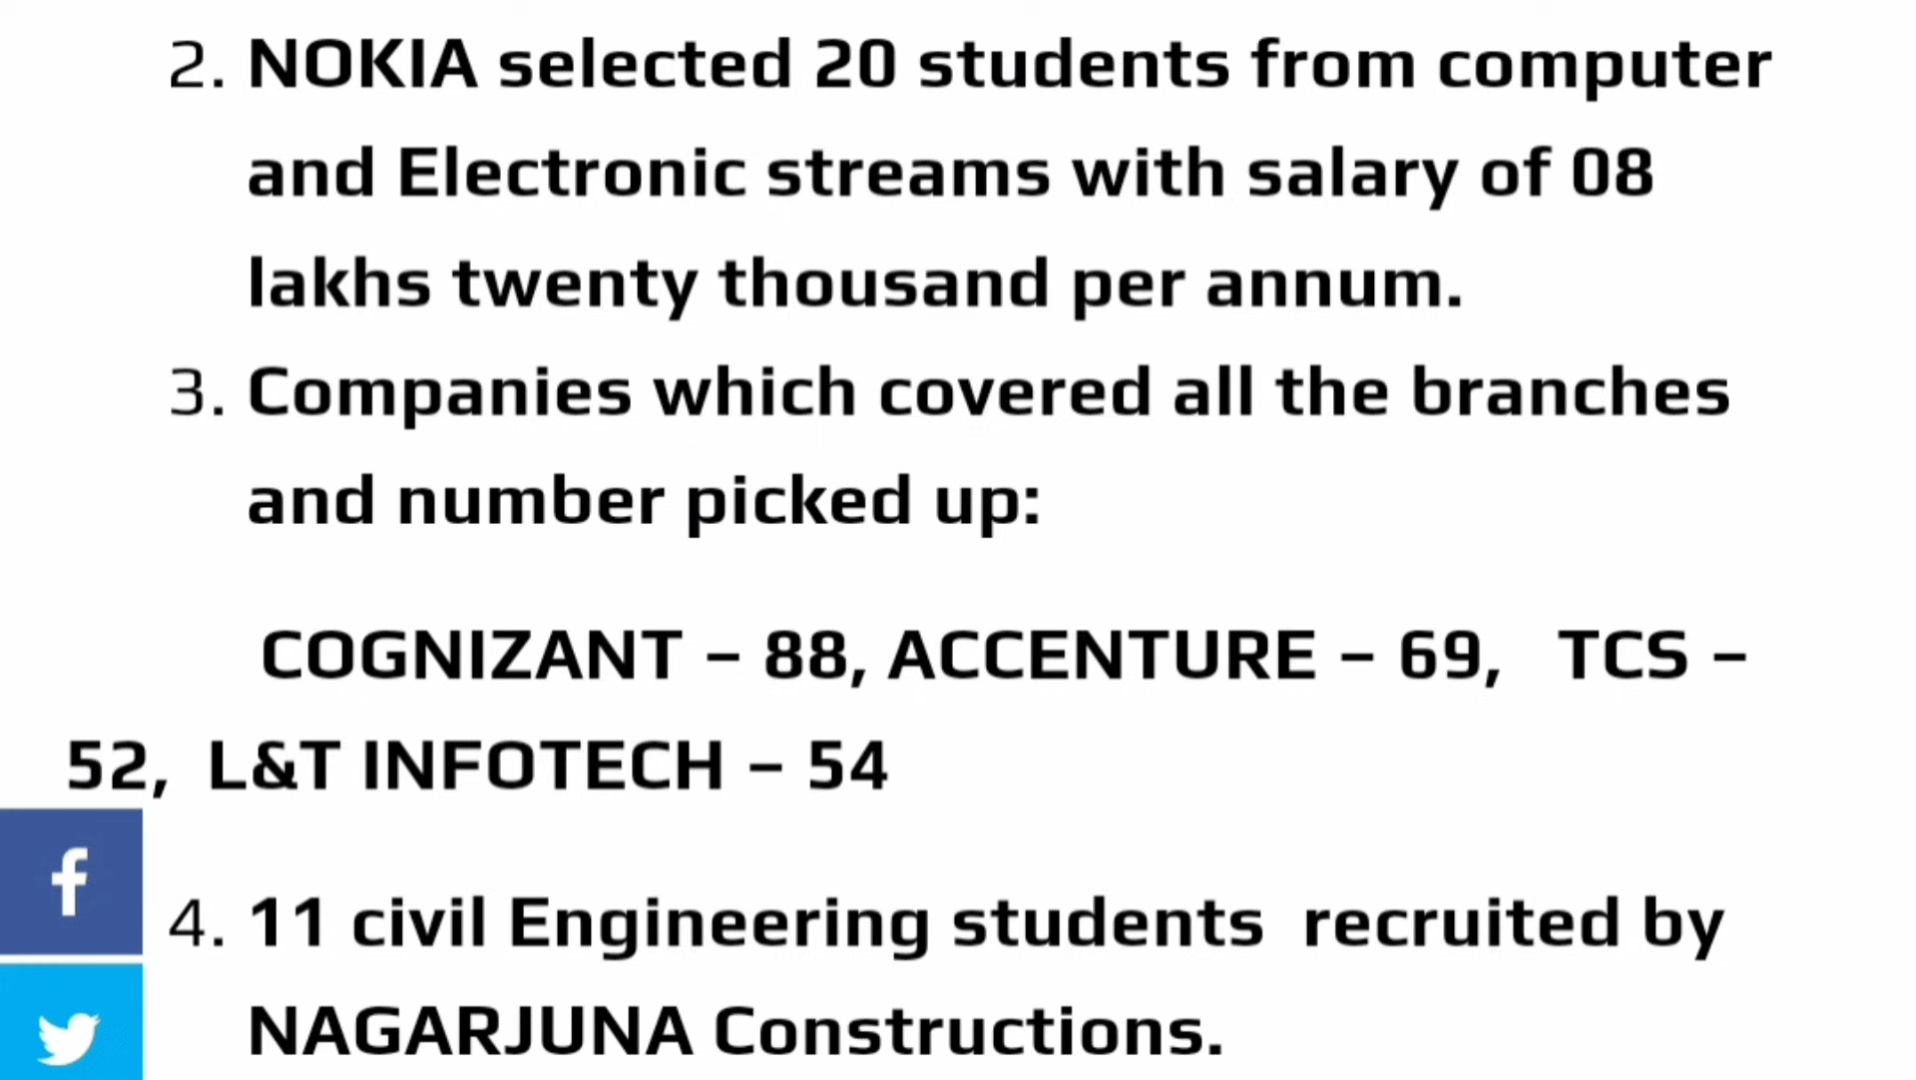 2. NOKIA selected 20 students from computer
and Electronic streams with salary of 08
lakhs twenty thousand per annum.
3. Companies which covered all the branches
and number picked up:
COGNIZANT – 88, ACCENTURE – 69, TCS –
52, L&T INFOTECH – 54
4. 11 civil Engineering students recruited by
NAGARJUNA Constructions.